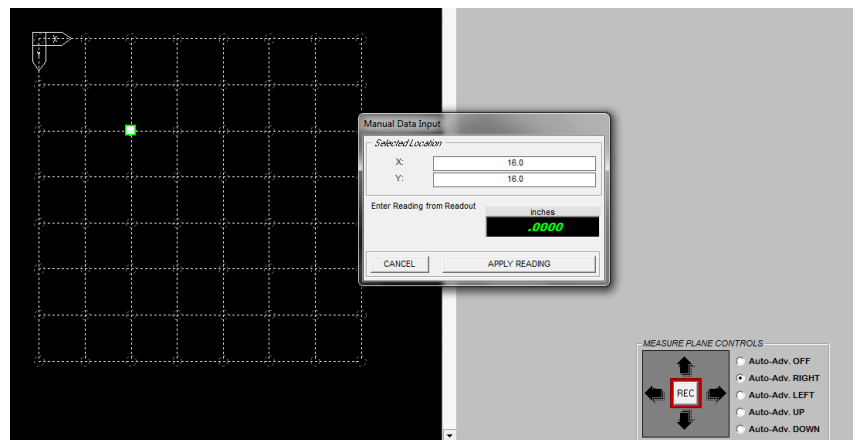 X
Y
Manual Data Input
Selected Location
X: 16.0
Y: 16.0
Enter Reading from Readout
inches
.0000
CANCEL
APPLY READING
MEASURE PLANE CONTROLS
REC
Auto-Adv. OFF
Auto-Adv. RIGHT
Auto-Adv. LEFT
Auto-Adv. UP
Auto-Adv. DOWN